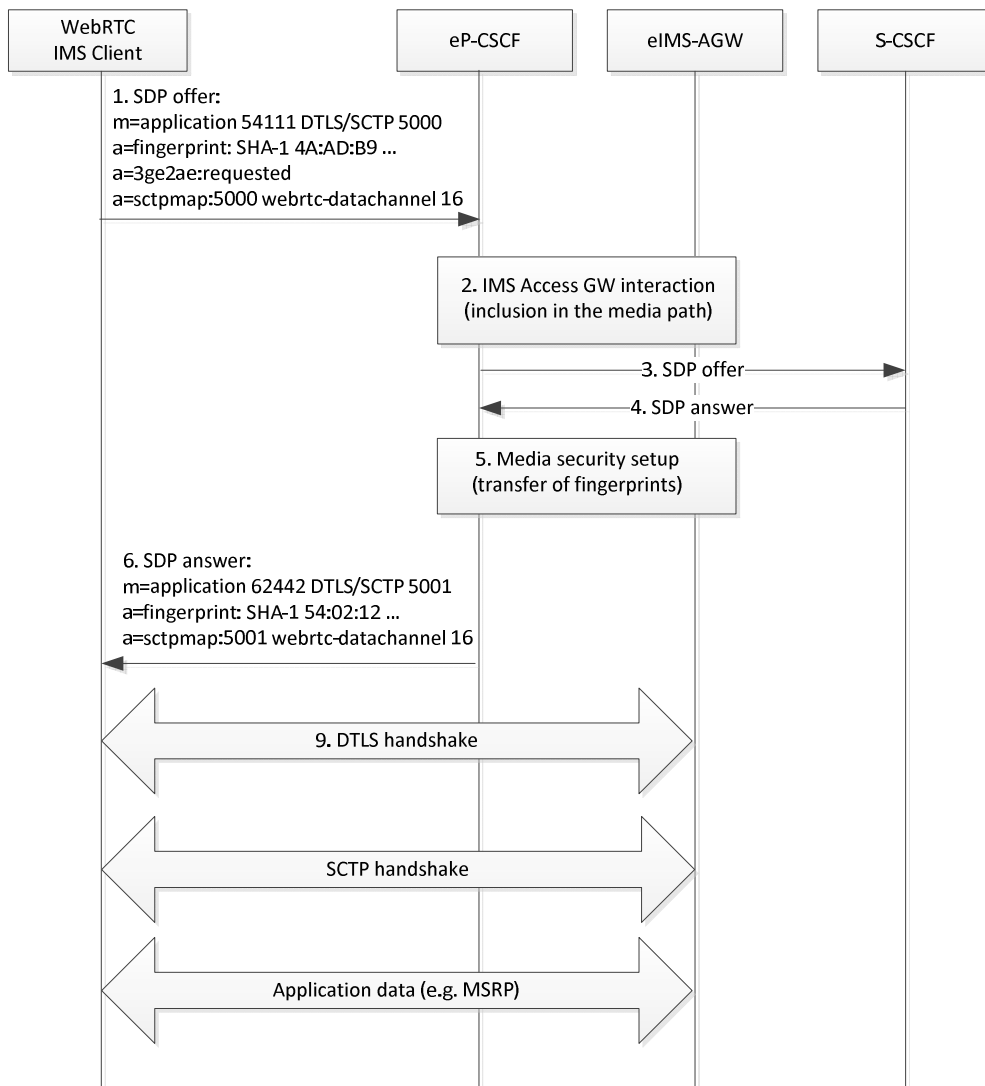 WebRTC
IMS Client
eP-CSCF
eIMS-AGW
S-CSCF
1. SDP offer:
m=application 54111 DTLS/SCTP 5000
a=fingerprint: SHA-1 4A:AD:B9 ...
a=3ge2ae:requested
a=sctpmap:5000 webrtc-datachannel 16
2. IMS Access GW interaction
(inclusion in the media path)
3. SDP offer
4. SDP answer
5. Media security setup
(transfer of fingerprints)
6. SDP answer:
m=application 62442 DTLS/SCTP 5001
a=fingerprint: SHA-1 54:02:12 ...
a=sctpmap:5001 webrtc-datachannel 16
9. DTLS handshake
SCTP handshake
Application data (e.g. MSRP)